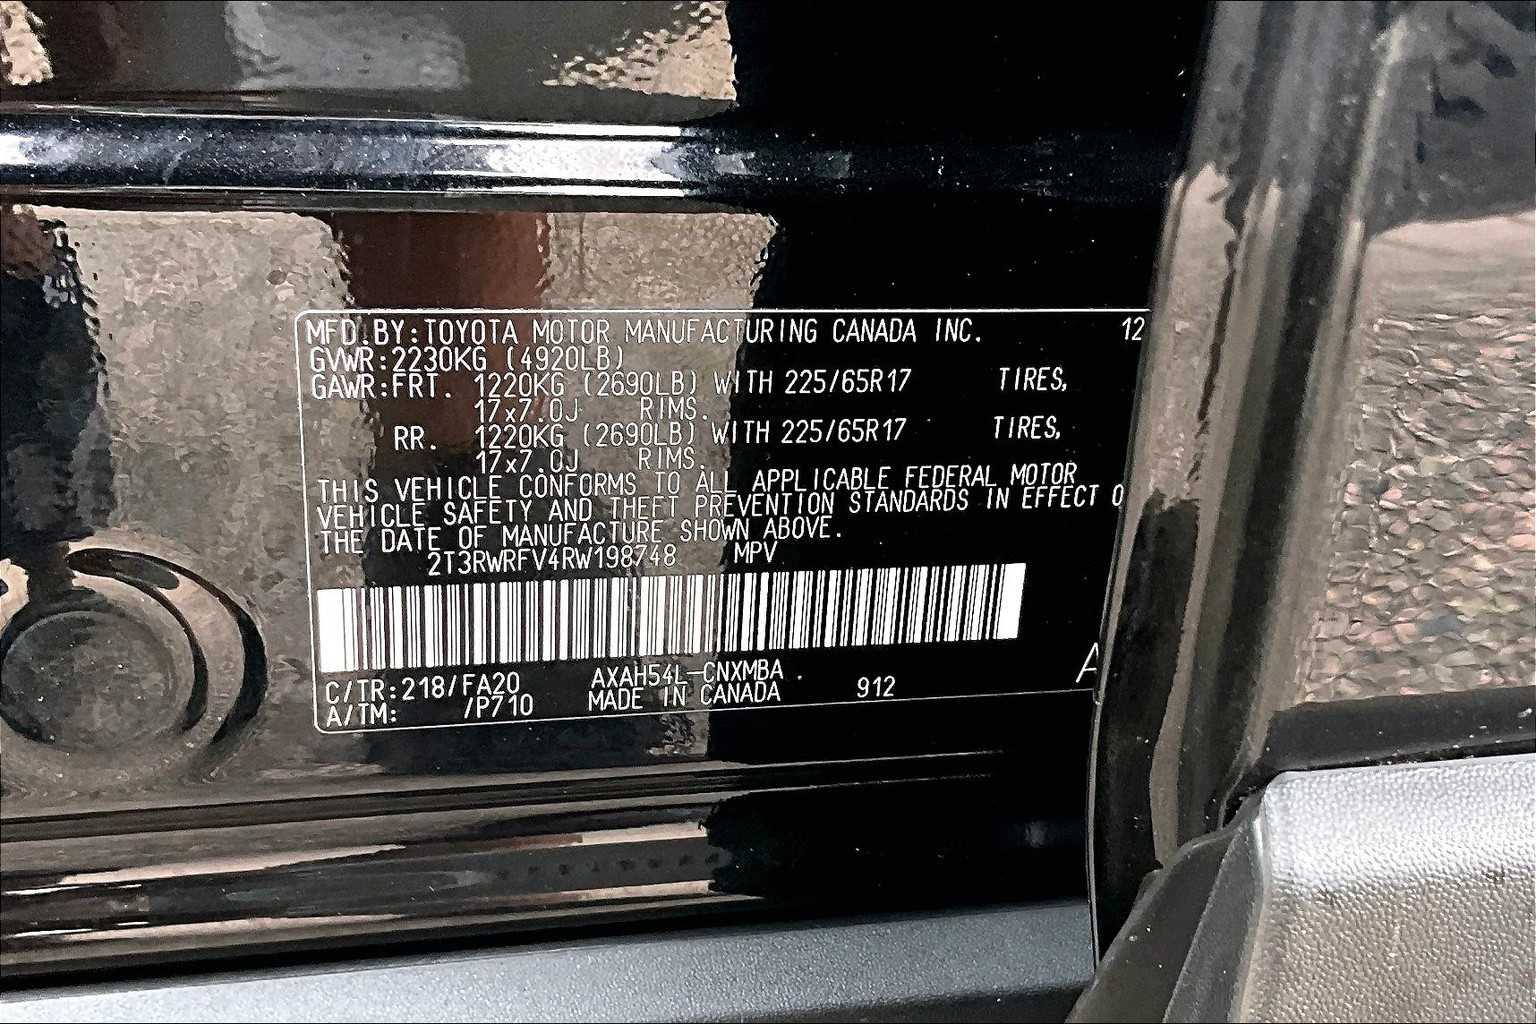 MFD.BY:TOYOTA MOTOR MANUFACTURING CANADA INC. 12
GVWR:2230KG (4920LB)
GAWR:FRT. 1220KG (2690LB) WITH 225/65R17 TIRES,
17x7.0J RIMS.
RR. 1220KG (2690LB) WITH 225/65R17 TIRES,
17x7.0J RIMS.
THIS VEHICLE CONFORMS TO ALL APPLICABLE FEDERAL MOTOR
VEHICLE SAFETY AND THEFT PREVENTION STANDARDS IN EFFECT O
THE DATE OF MANUFACTURE SHOWN ABOVE.
2T3RWRFV4RW198748 MPV
C/TR:218/FA20 AXAH54L-CNXMBA A
A/TM: /P710 MADE IN CANADA 912